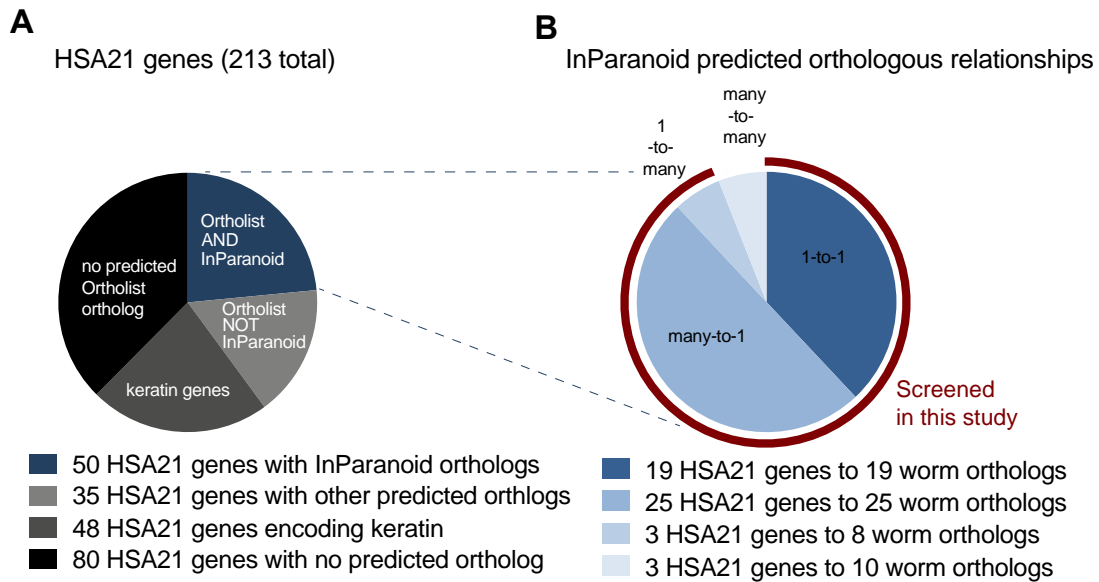 A
HSA21 genes (213 total)
Ortholist
AND
InParanoid
no predicted
Ortholist
ortholog
Ortholist
NOT
InParanoid
keratin genes
50 HSA21 genes with InParanoid orthologs
35 HSA21 genes with other predicted orthlogs
48 HSA21 genes encoding keratin
80 HSA21 genes with no predicted ortholog
B
InParanoid predicted orthologous relationships
many
-to-
many
1
-to-
many
1-to-1
many-to-1
Screened
in this study
19 HSA21 genes to 19 worm orthologs
25 HSA21 genes to 25 worm orthologs
3 HSA21 genes to 8 worm orthologs
3 HSA21 genes to 10 worm orthologs